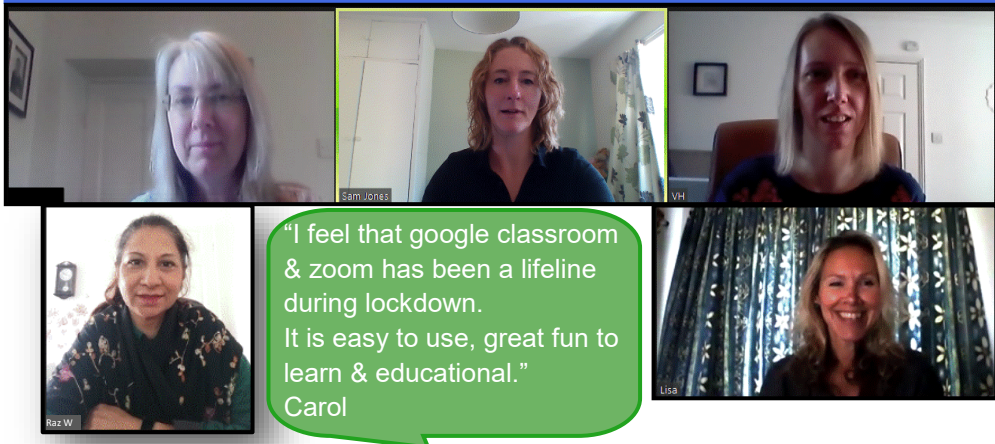 Sam Jones
VH
“I feel that google classroom
& zoom has been a lifeline
during lockdown.
It is easy to use, great fun to
learn & educational.”
Carol
Raz W
Lisa